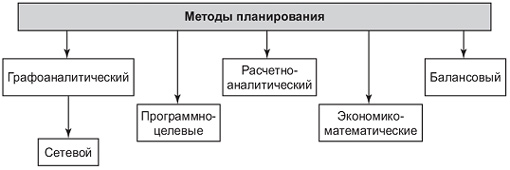 Методы планирования
Графоаналитический
Расчетно-
аналитический
Балансовый
Программно-
целевые
Экономико-
математические
Сетевой